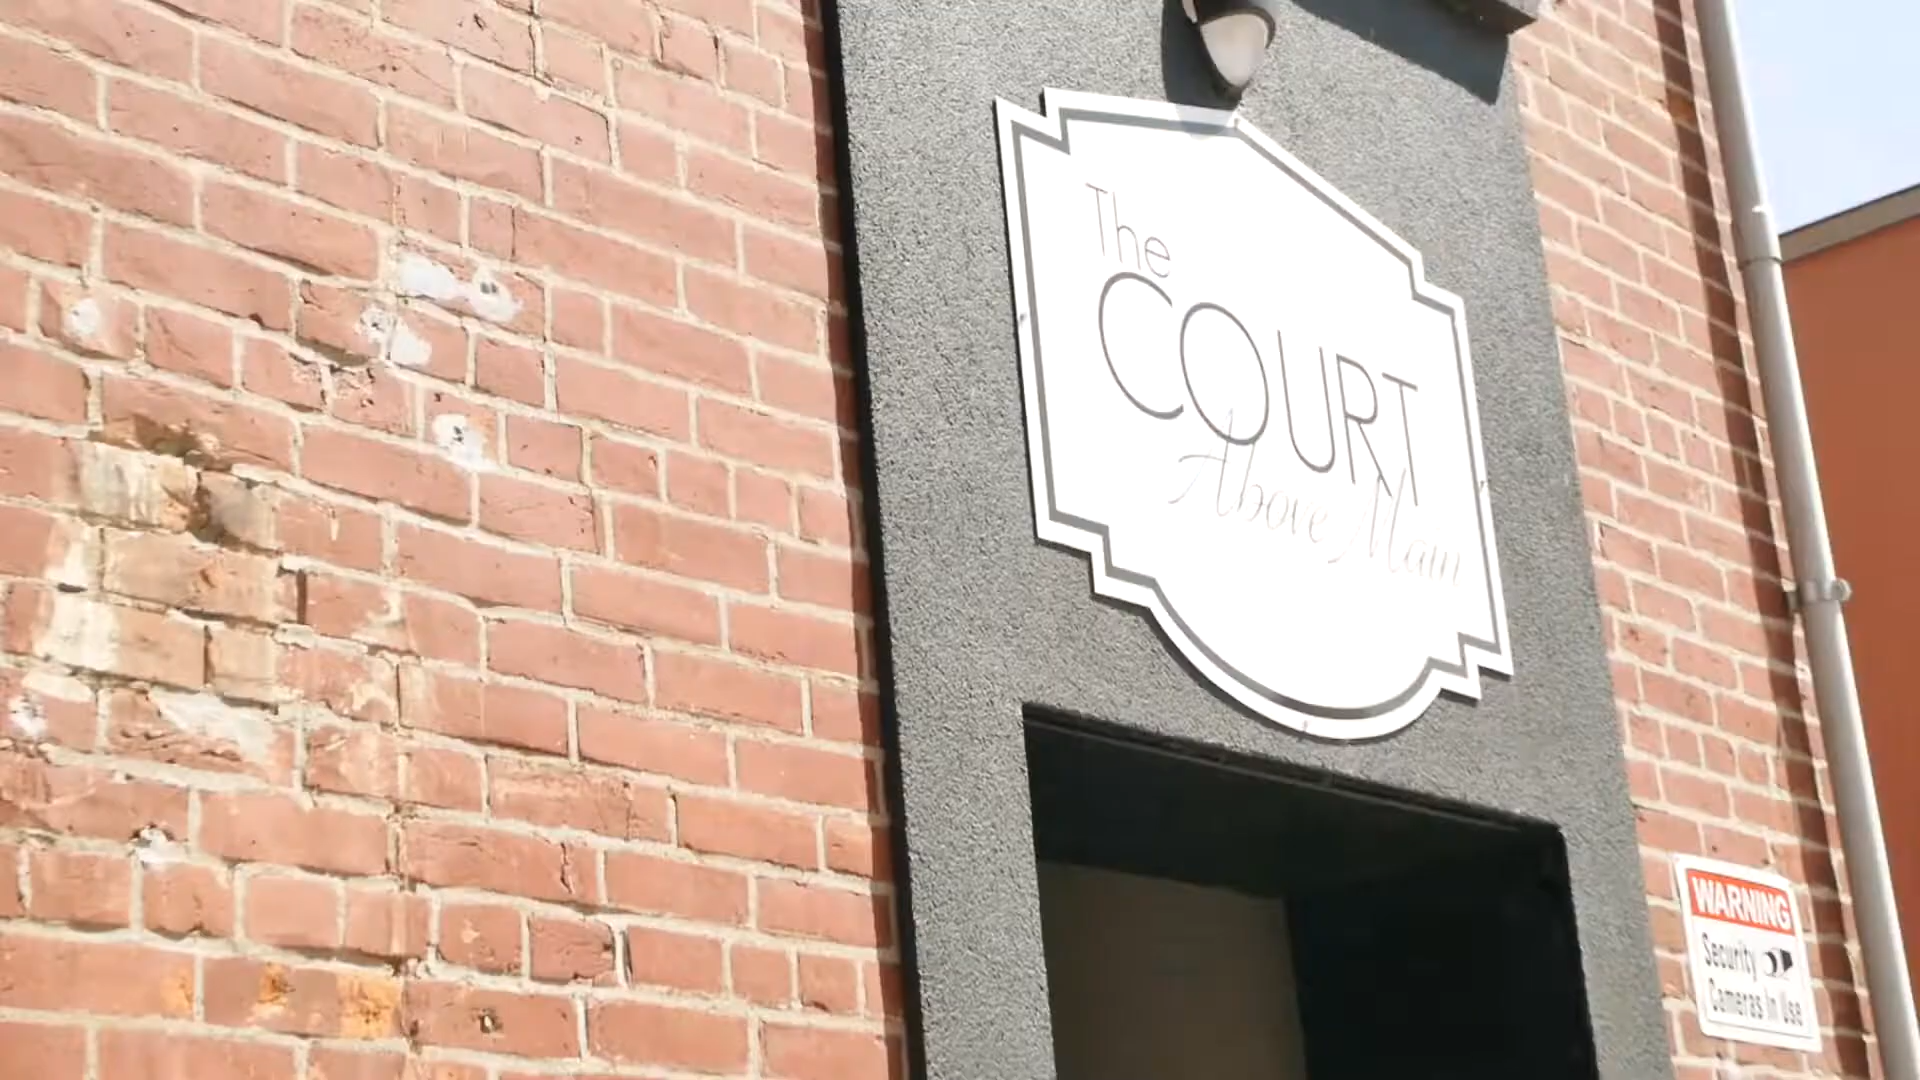 The
COURT
Above Main
WARNING
Security
Cameras In Use